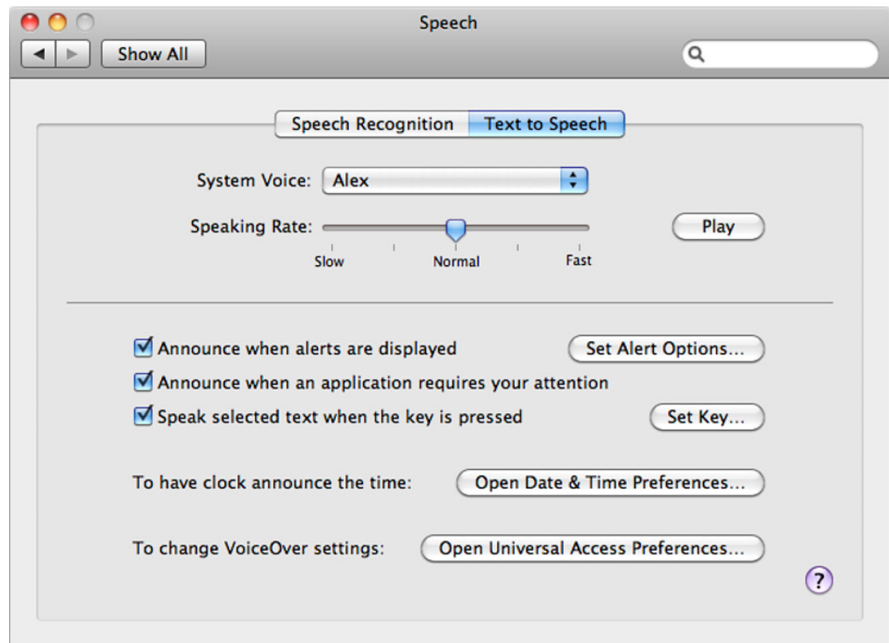 Speech
Show All
Speech Recognition Text to Speech
System Voice: Alex
Speaking Rate: Play
Slow Normal Fast
Announce when alerts are displayed Set Alert Options...
Announce when an application requires your attention
Speak selected text when the key is pressed Set Key...
To have clock announce the time: Open Date & Time Preferences...
To change VoiceOver settings: Open Universal Access Preferences...
?